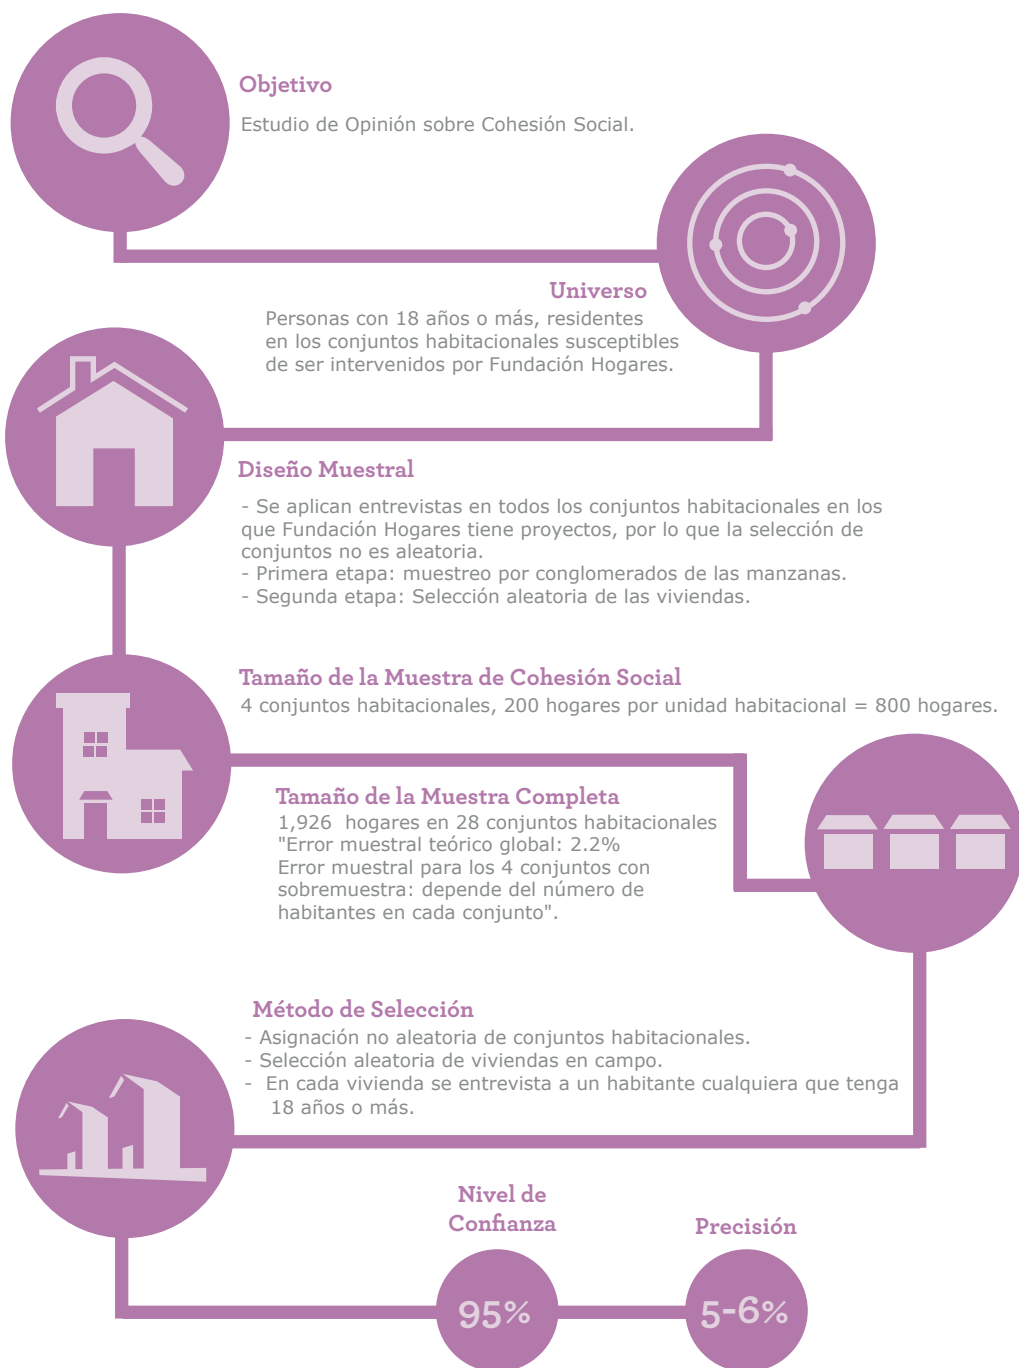 Objetivo
Estudio de Opinión sobre Cohesión Social.
Universo
Personas con 18 años o más, residentes
en los conjuntos habitacionales susceptibles
de ser intervenidos por Fundación Hogares.
Diseño Muestral
- Se aplican entrevistas en todos los conjuntos habitacionales en los
que Fundación Hogares tiene proyectos, por lo que la selección de
conjuntos no es aleatoria.
- Primera etapa: muestreo por conglomerados de las manzanas.
- Segunda etapa: Selección aleatoria de las viviendas.
Tamaño de la Muestra de Cohesión Social
4 conjuntos habitacionales, 200 hogares por unidad habitacional = 800 hogares.
Tamaño de la Muestra Completa
1,926 hogares en 28 conjuntos habitacionales
"Error muestral teórico global: 2.2%
Error muestral para los 4 conjuntos con
sobremuestra: depende del número de
habitantes en cada conjunto".
Método de Selección
- Asignación no aleatoria de conjuntos habitacionales.
- Selección aleatoria de viviendas en campo.
- En cada vivienda se entrevista a un habitante cualquiera que tenga
18 años o más.
Nivel de
Confianza
95%
Precisión
5-6%